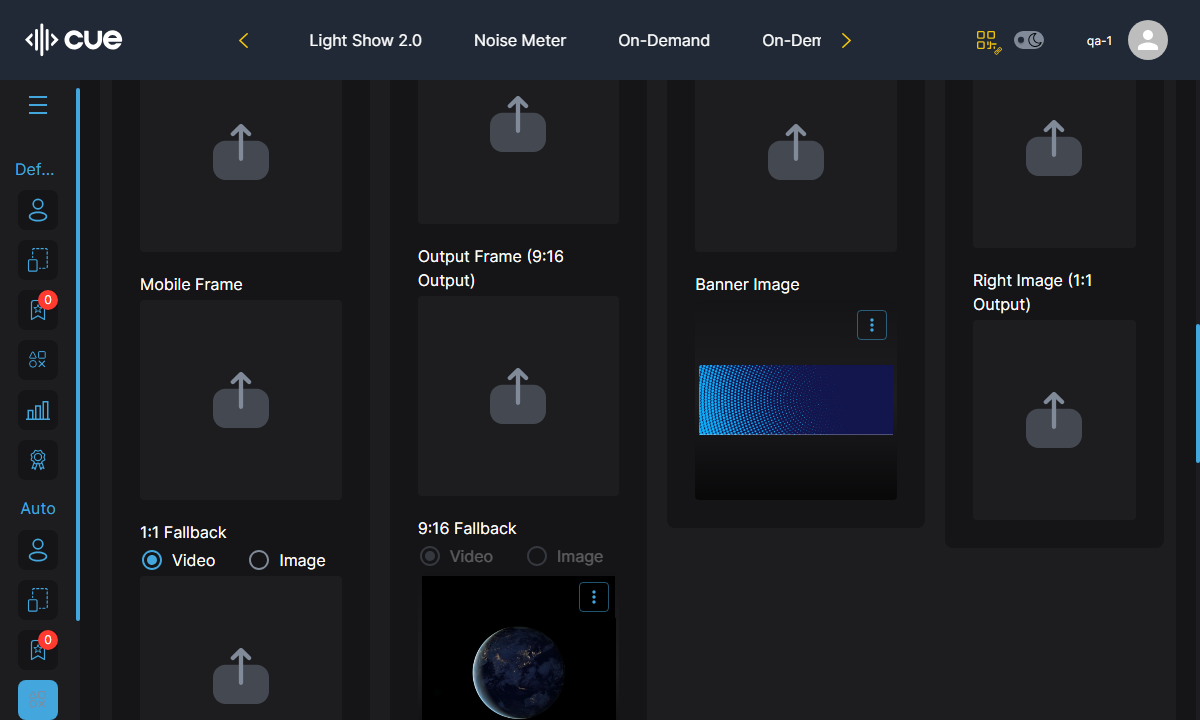 cue
Light Show 2.0
Noise Meter
On-Demand
On-Dem
qa-1
Def...
0
Auto
0
Mobile Frame
1:1 Fallback
Video
Image
Output Frame (9:16
Output)
9:16 Fallback
Video
Image
Banner Image
Right Image (1:1
Output)